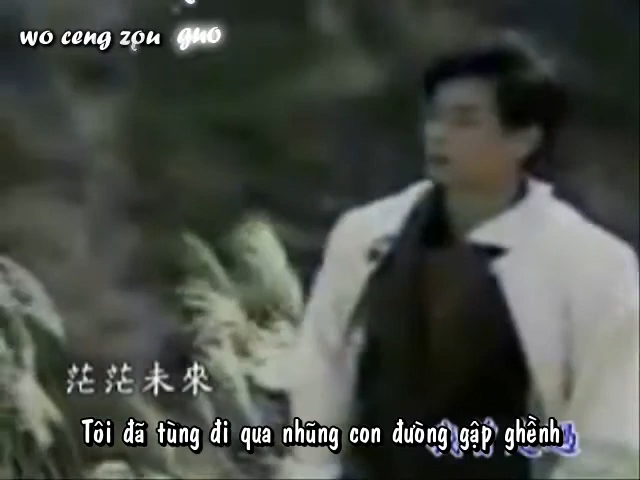 wo ceng zou guo
茫茫未來
Tôi đã từng đi qua những con đường gập ghềnh